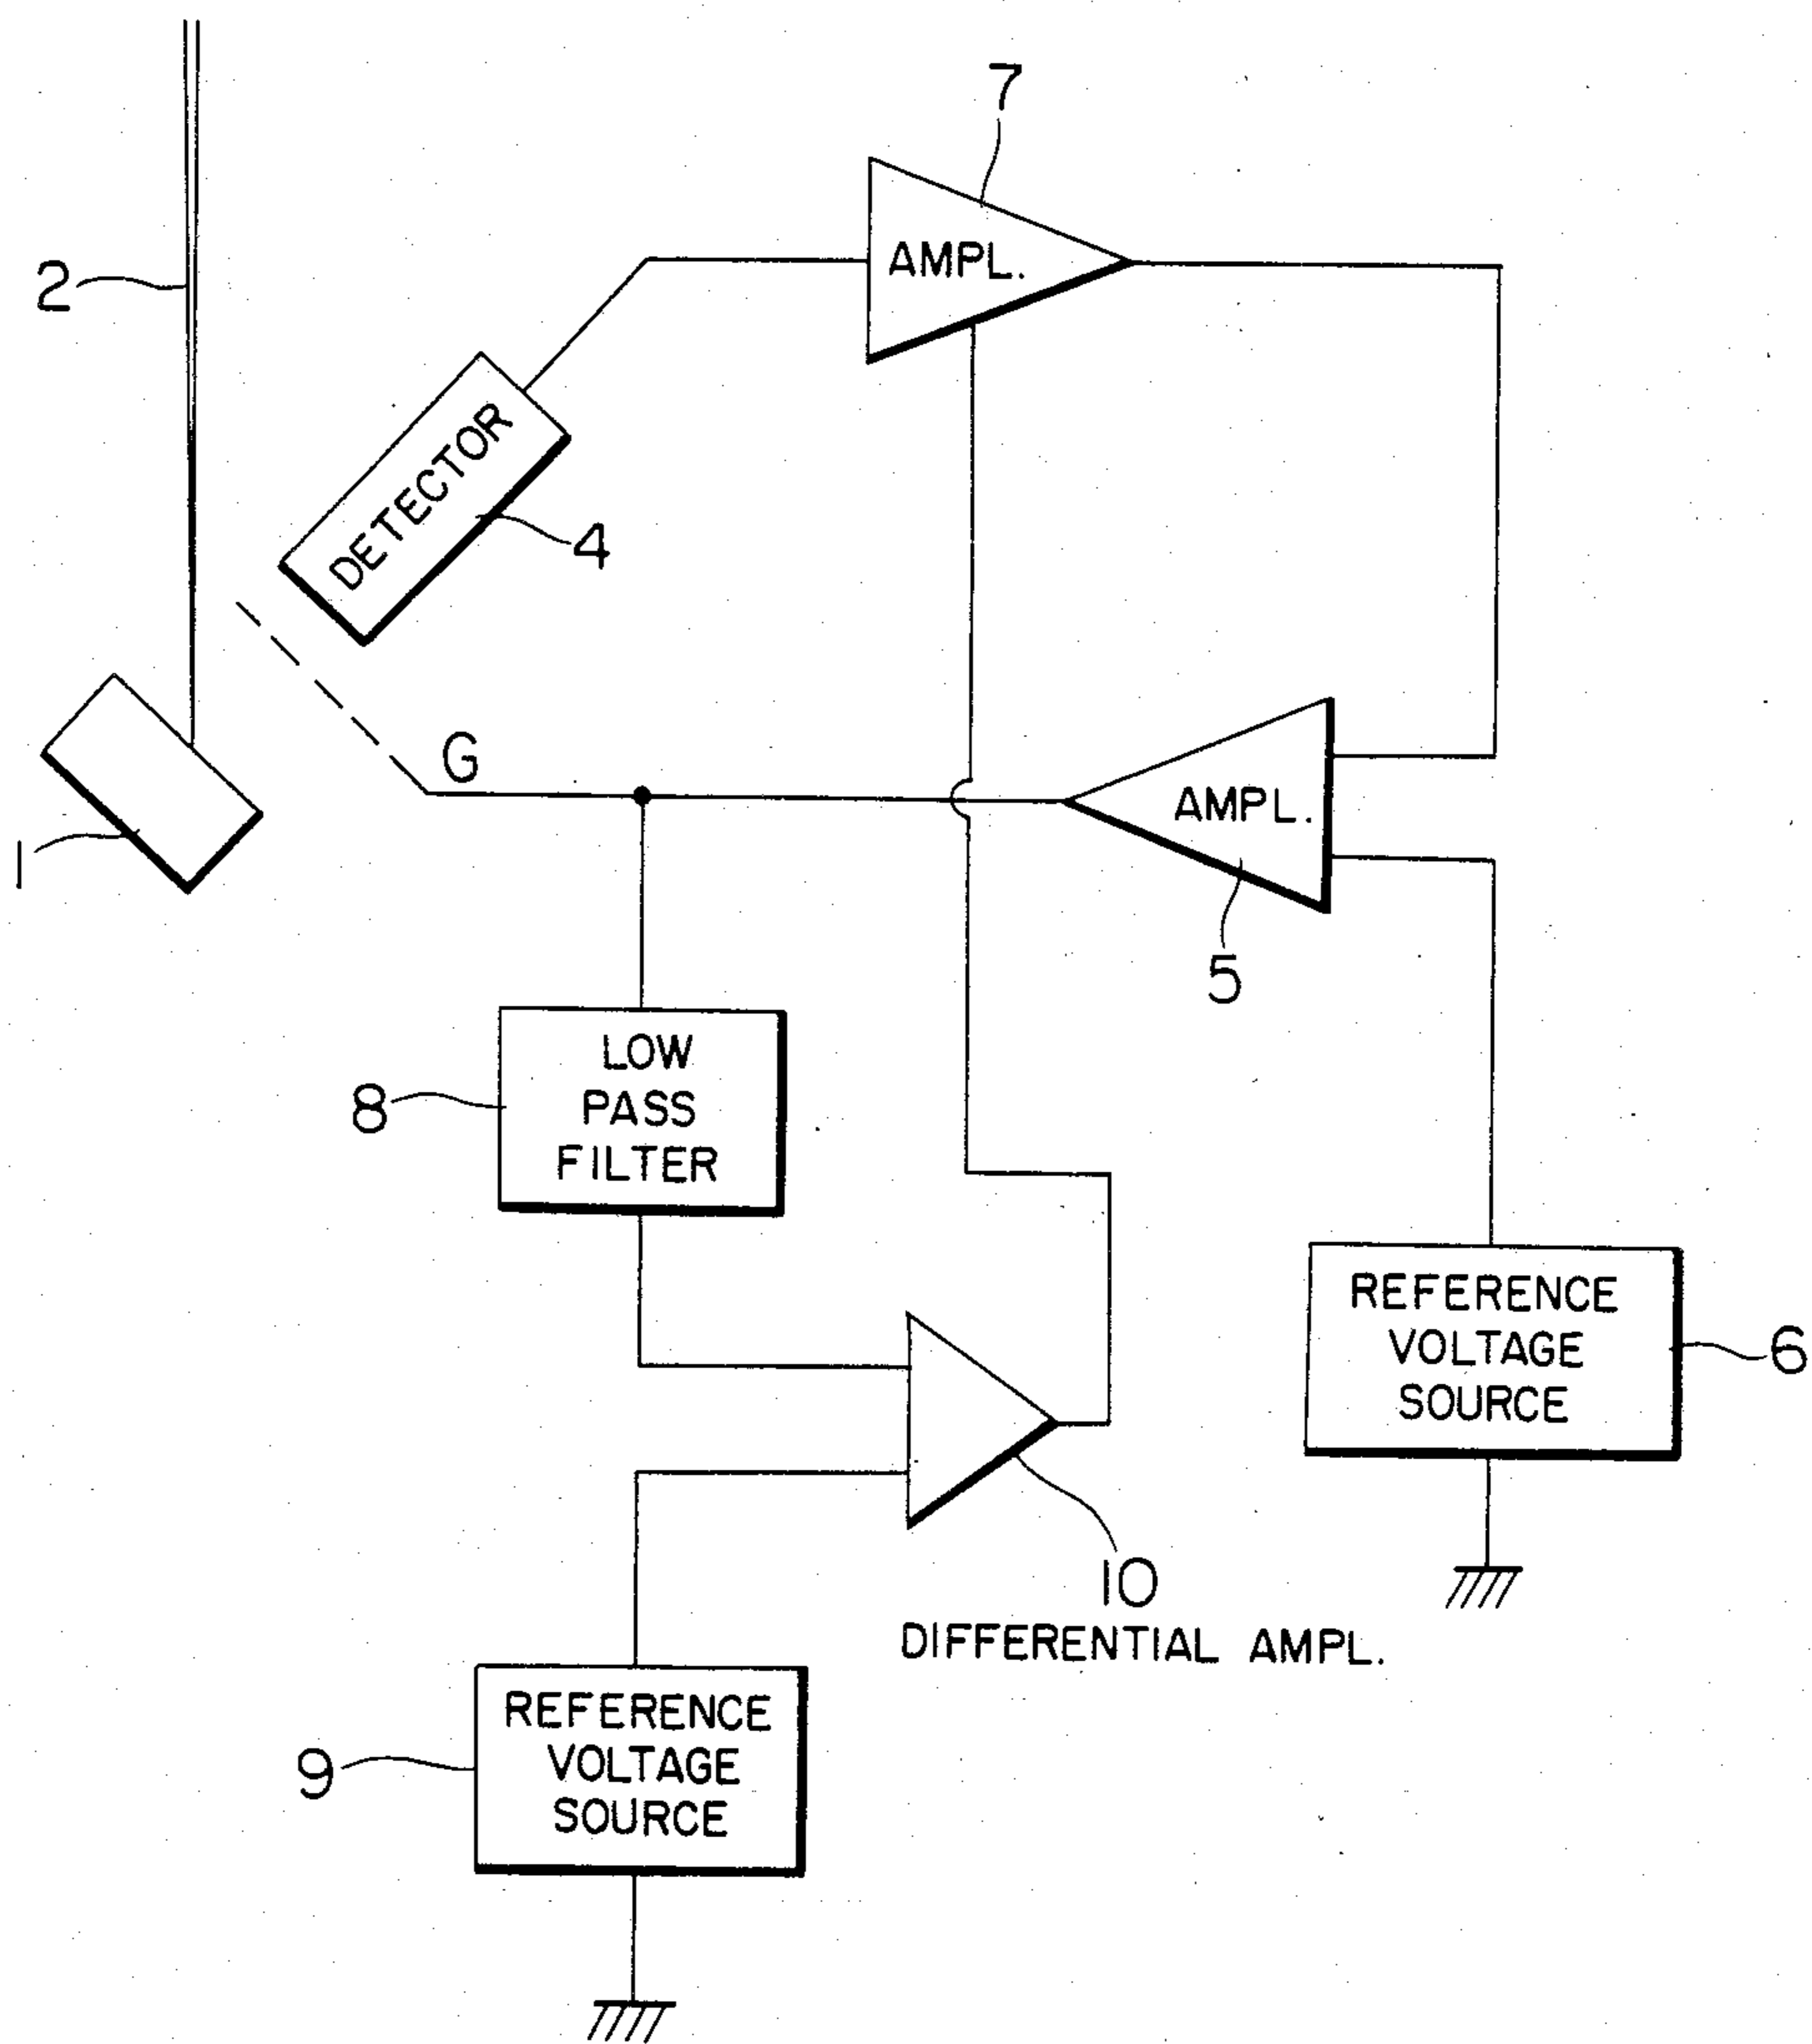 7
AMPL.
2
DETECTOR
4
G
AMPL.
1
5
LOW
PASS
FILTER
8
REFERENCE
VOLTAGE
SOURCE
6
10
DIFFERENTIAL AMPL.
REFERENCE
VOLTAGE
SOURCE
9